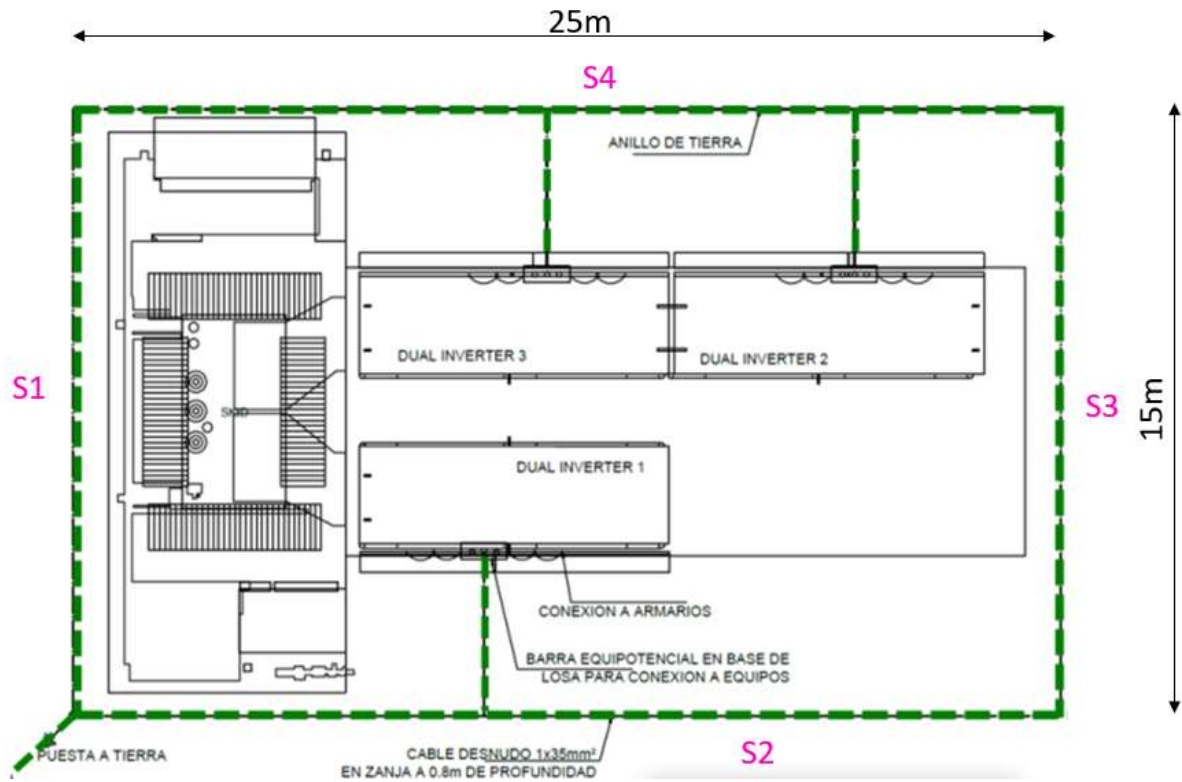 25m
S4
ANILLO DE TIERRA
DUAL INVERTER 3
DUAL INVERTER 2
S1
SKID
S3
15m
DUAL INVERTER 1
CONEXION A ARMARIOS
BARRA EQUIPOTENCIAL EN BASE DE
LOSA PARA CONEXION A EQUIPOS
PUESTA A TIERRA
CABLE DESNUDO 1x35mm²
EN ZANJA A 0.8m DE PROFUNDIDAD
S2